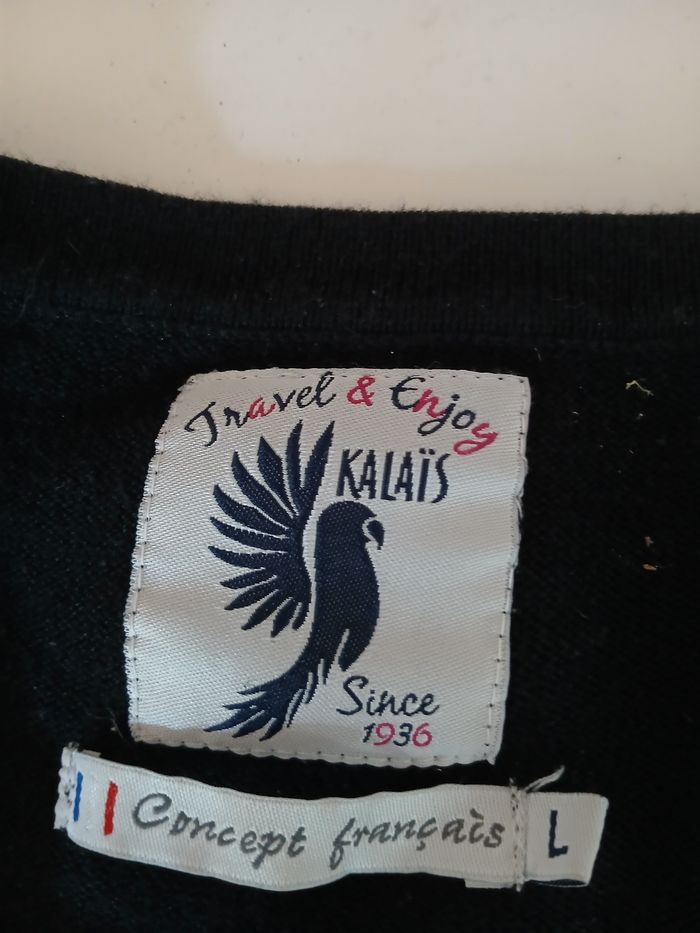 Travel & Enjoy
KALAÏS
Since
1936
Concept français
L